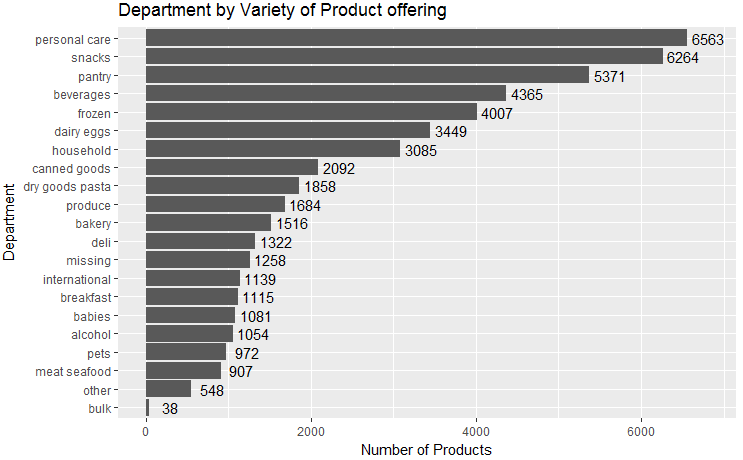 Department by Variety of Product offering
Department
personal care 6563
snacks 6264
pantry 5371
beverages 4365
frozen 4007
dairy eggs 3449
household 3085
canned goods 2092
dry goods pasta 1858
produce 1684
bakery 1516
deli 1322
missing 1258
international 1139
breakfast 1115
babies 1081
alcohol 1054
pets 972
meat seafood 907
other 548
bulk 38
0 2000 4000 6000
Number of Products